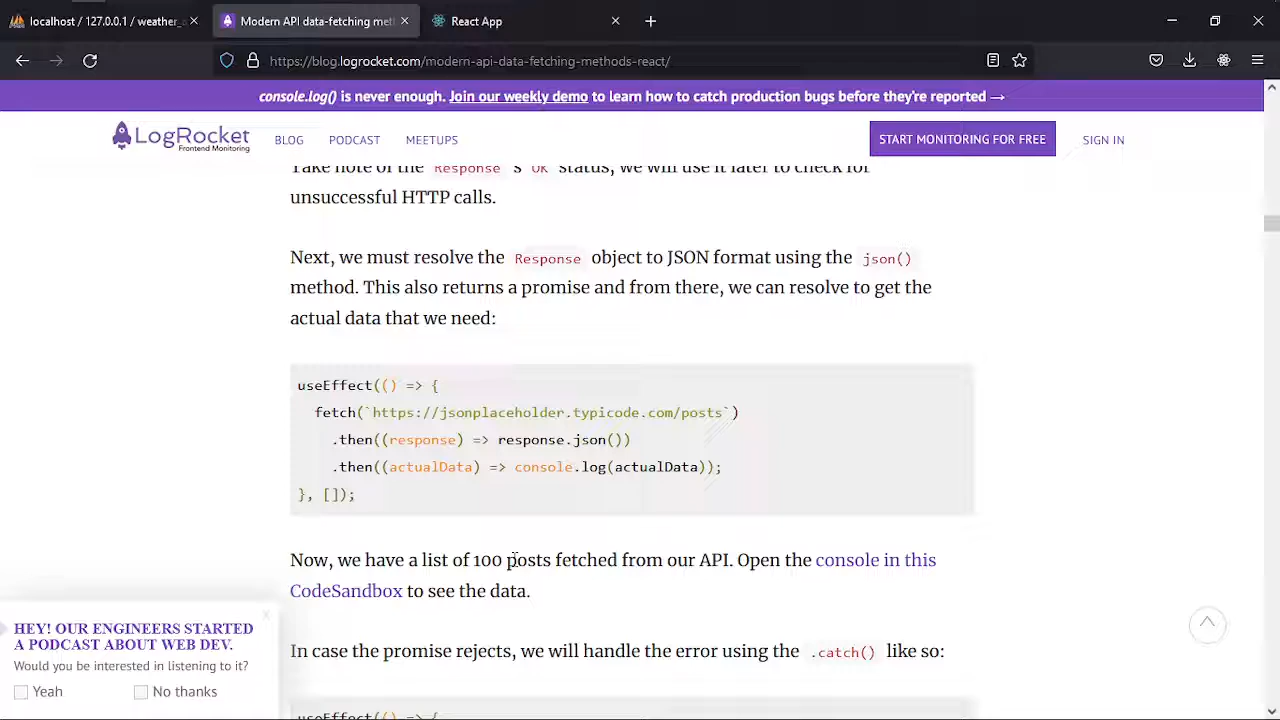 localhost / 127.0.0.1 / weather_
Modern API data-fetching met
React App
https://blog.logrocket.com/modern-api-data-fetching-methods-react/
console.log() is never enough. Join our weekly demo to learn how to catch production bugs before they're reported →
LogRocket
Frontend Monitoring
BLOG PODCAST MEETUPS
START MONITORING FOR FREE
SIGN IN
Take note of the Response 's OK status, we will use it later to check for
unsuccessful HTTP calls.
Next, we must resolve the Response object to JSON format using the json()
method. This also returns a promise and from there, we can resolve to get the
actual data that we need:
useEffect(() => {
fetch(`https://jsonplaceholder.typicode.com/posts`)
.then((response) => response.json())
.then((actualData) => console.log(actualData));
}, []);
Now, we have a list of 100 posts fetched from our API. Open the console in this
CodeSandbox to see the data.
In case the promise rejects, we will handle the error using the .catch() like so:
useEffect(() => {
HEY! OUR ENGINEERS STARTED
A PODCAST ABOUT WEB DEV.
Would you be interested in listening to it?
Yeah
No thanks
X